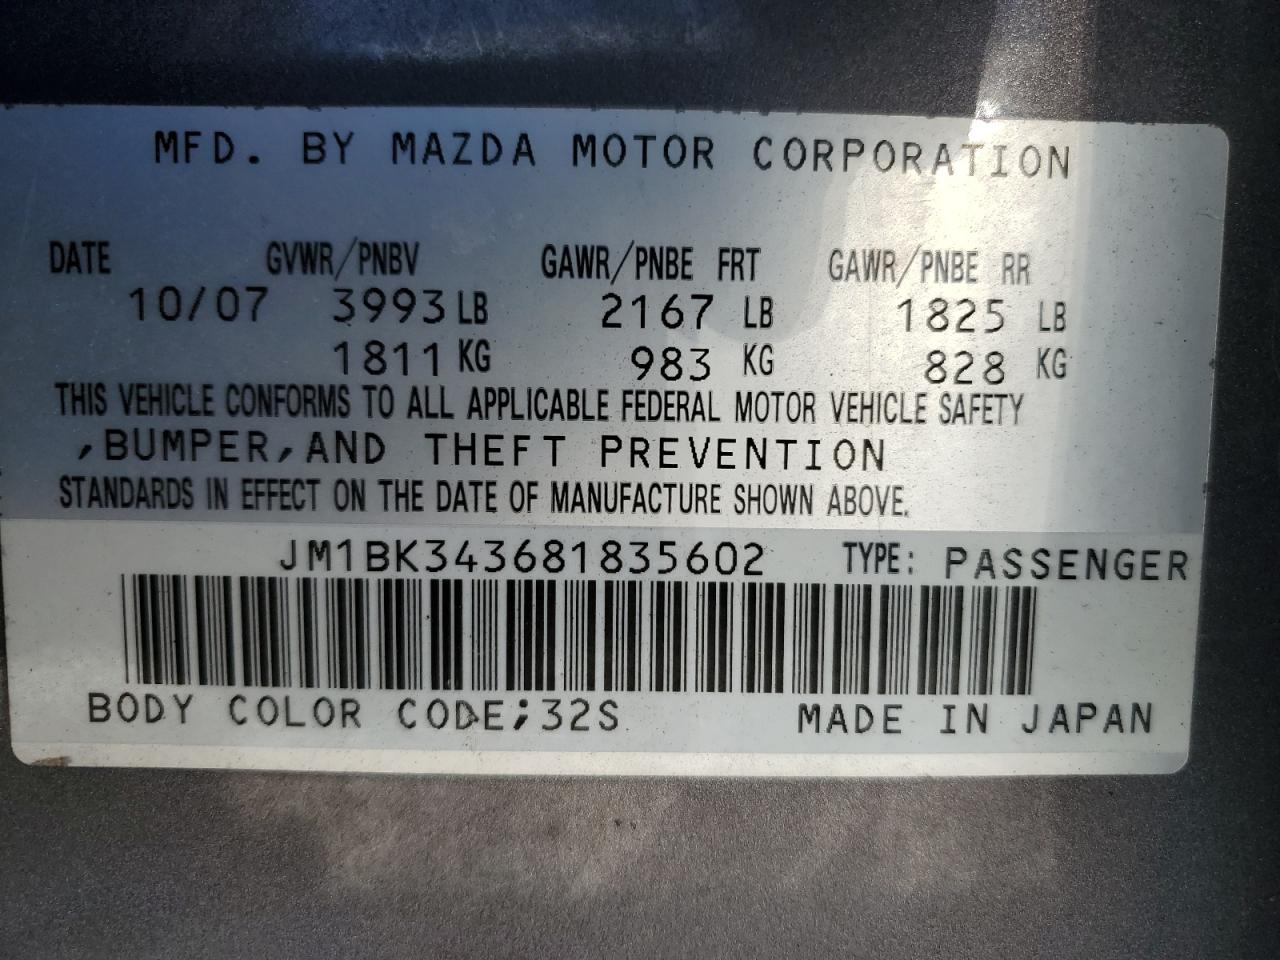 MFD. BY MAZDA MOTOR CORPORATION
DATE GVWR/PNBV GAWR/PNBE FRT GAWR/PNBE RR
10/07 3993 LB 2167 LB 1825 LB
1811 KG 983 KG 828 KG
THIS VEHICLE CONFORMS TO ALL APPLICABLE FEDERAL MOTOR VEHICLE SAFETY
,BUMPER,AND THEFT PREVENTION
STANDARDS IN EFFECT ON THE DATE OF MANUFACTURE SHOWN ABOVE.
JM1BK343681835602 TYPE: PASSENGER
BODY COLOR CODE;32S MADE IN JAPAN